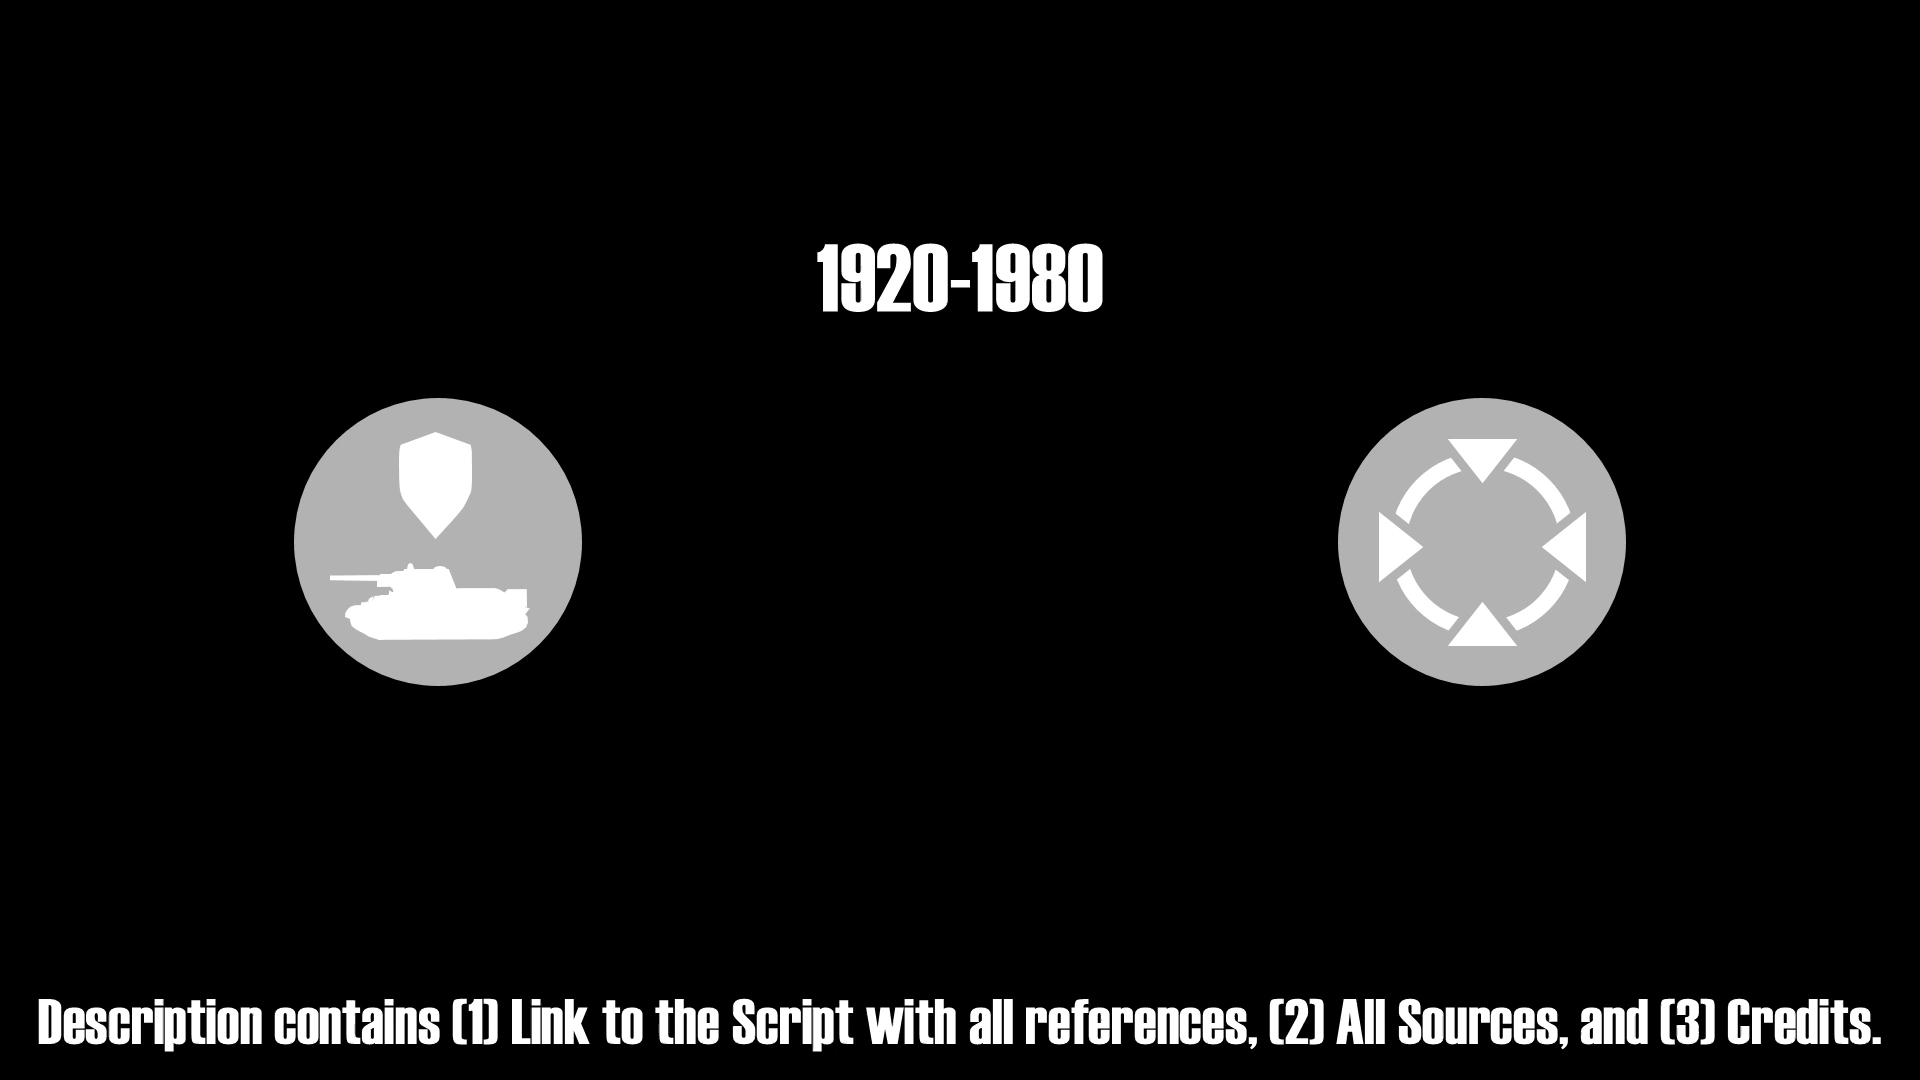 1920-1980
Description contains (1) Link to the Script with all references, (2) All Sources, and (3) Credits.